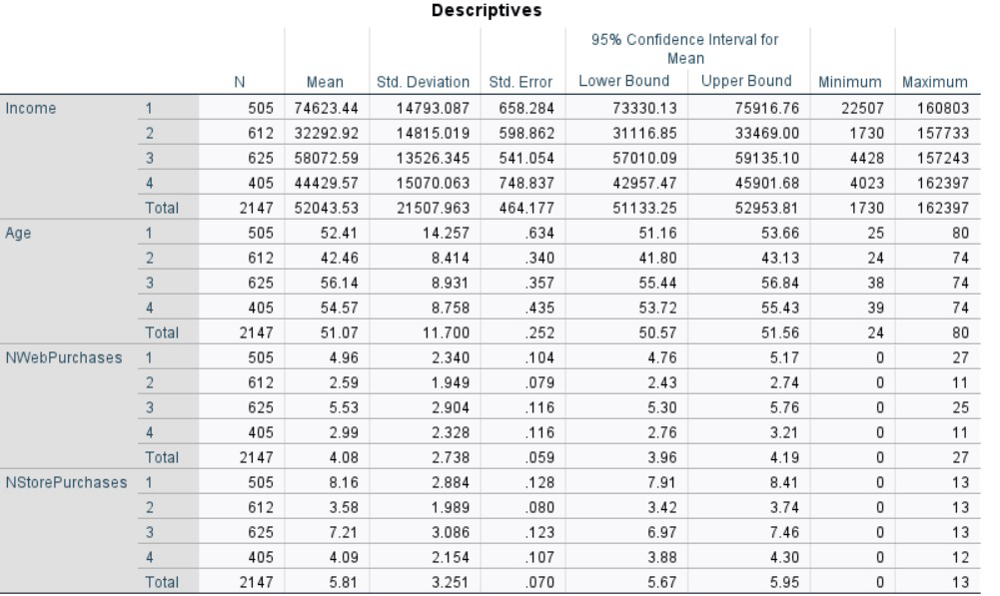 Descriptives
95% Confidence Interval for
Mean
N Mean Std. Deviation Std. Error Lower Bound Upper Bound Minimum Maximum
Income 1 505 74623.44 14793.087 658.284 73330.13 75916.76 22507 160803
2 612 32292.92 14815.019 598.862 31116.85 33469.00 1730 157733
3 625 58072.59 13526.345 541.054 57010.09 59135.10 4428 157243
4 405 44429.57 15070.063 748.837 42957.47 45901.68 4023 162397
Total 2147 52043.53 21507.963 464.177 51133.25 52953.81 1730 162397
Age 1 505 52.41 14.257 .634 51.16 53.66 25 80
2 612 42.46 8.414 .340 41.80 43.13 24 74
3 625 56.14 8.931 .357 55.44 56.84 38 74
4 405 54.57 8.758 .435 53.72 55.43 39 74
Total 2147 51.07 11.700 .252 50.57 51.56 24 80
NWebPurchases 1 505 4.96 2.340 .104 4.76 5.17 0 27
2 612 2.59 1.949 .079 2.43 2.74 0 11
3 625 5.53 2.904 .116 5.30 5.76 0 25
4 405 2.99 2.328 .116 2.76 3.21 0 11
Total 2147 4.08 2.738 .059 3.96 4.19 0 27
NStorePurchases 1 505 8.16 2.884 .128 7.91 8.41 0 13
2 612 3.58 1.989 .080 3.42 3.74 0 13
3 625 7.21 3.086 .123 6.97 7.46 0 13
4 405 4.09 2.154 .107 3.88 4.30 0 12
Total 2147 5.81 3.251 .070 5.67 5.95 0 13